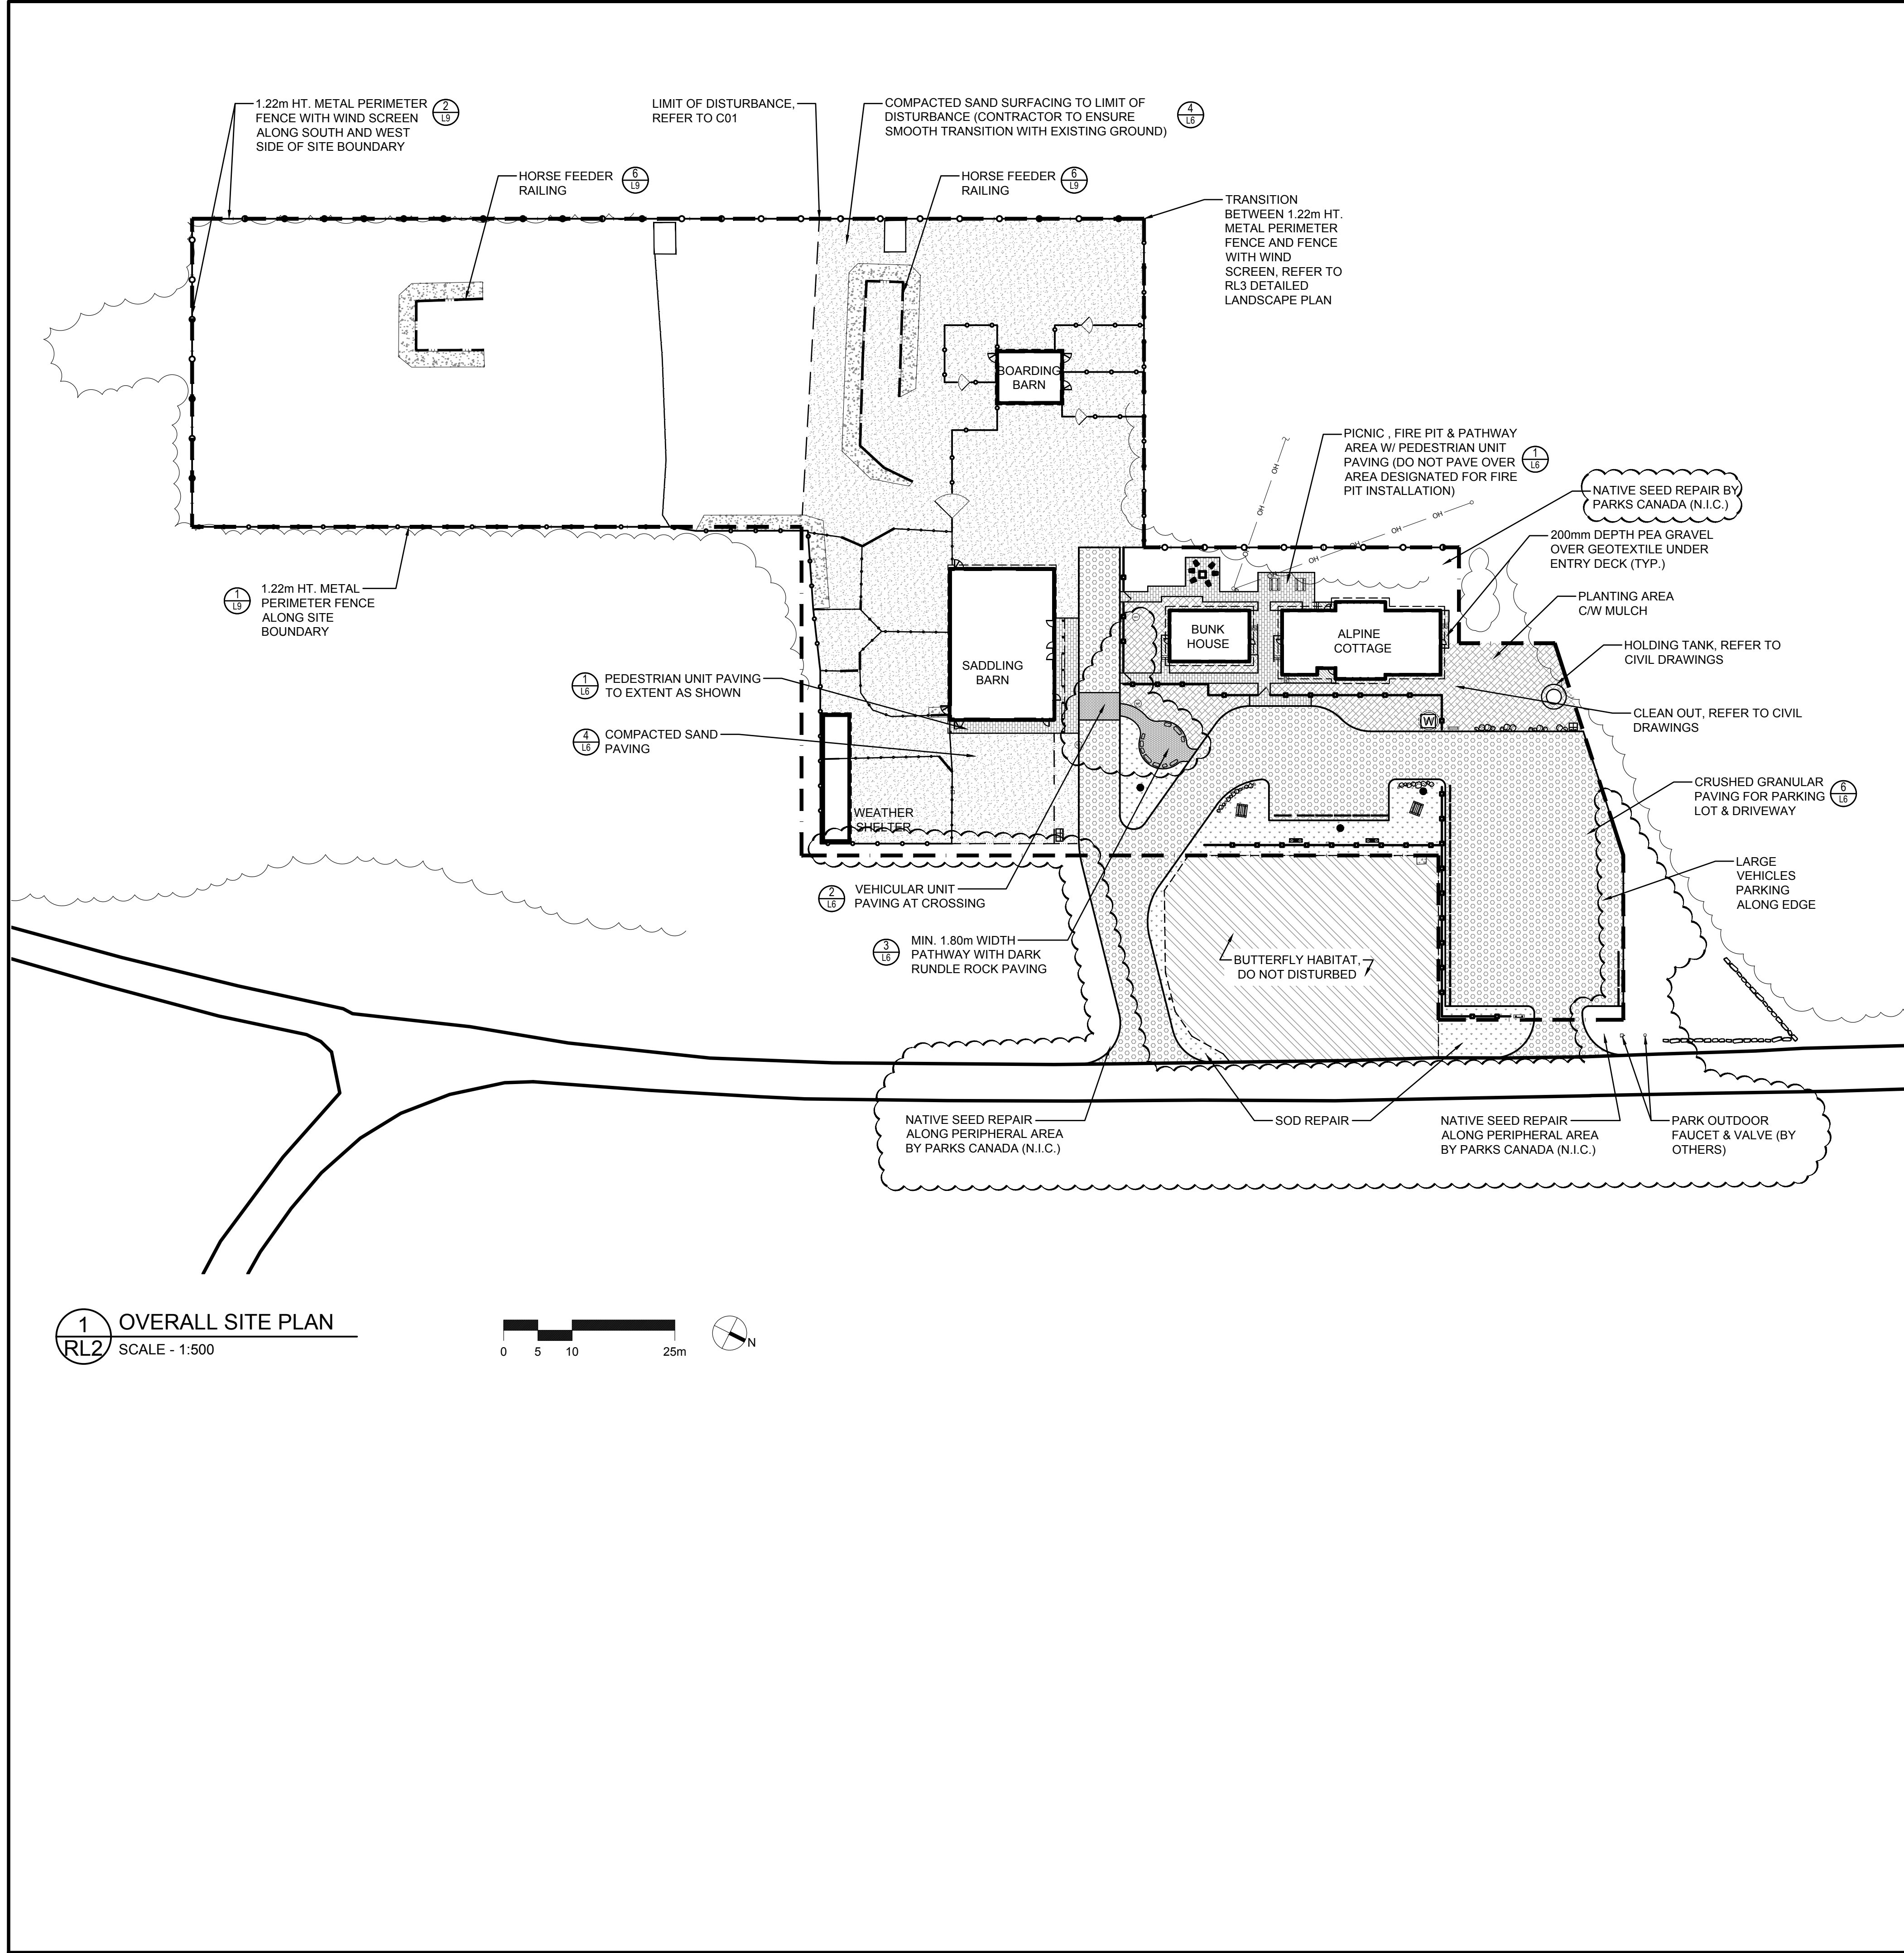 1.22m HT. METAL PERIMETER
FENCE WITH WIND SCREEN
ALONG SOUTH AND WEST
SIDE OF SITE BOUNDARY
2
L9
LIMIT OF DISTURBANCE,
REFER TO C01
COMPACTED SAND SURFACING TO LIMIT OF
DISTURBANCE (CONTRACTOR TO ENSURE
SMOOTH TRANSITION WITH EXISTING GROUND)
4
L6
HORSE FEEDER
RAILING
6
L9
HORSE FEEDER
RAILING
6
L9
TRANSITION
BETWEEN 1.22m HT.
METAL PERIMETER
FENCE AND FENCE
WITH WIND
SCREEN, REFER TO
RL3 DETAILED
LANDSCAPE PLAN
BOARDING
BARN
PICNIC , FIRE PIT & PATHWAY
AREA W/ PEDESTRIAN UNIT
PAVING (DO NOT PAVE OVER
AREA DESIGNATED FOR FIRE
PIT INSTALLATION)
1
L6
OH
OH
OH
OH
OH
OH
OH
NATIVE SEED REPAIR BY
PARKS CANADA (N.I.C.)
200mm DEPTH PEA GRAVEL
OVER GEOTEXTILE UNDER
ENTRY DECK (TYP.)
1
L9
1.22m HT. METAL
PERIMETER FENCE
ALONG SITE
BOUNDARY
PLANTING AREA
C/W MULCH
BUNK
HOUSE
ALPINE
COTTAGE
HOLDING TANK, REFER TO
CIVIL DRAWINGS
SADDLING
BARN
1
L6
PEDESTRIAN UNIT PAVING
TO EXTENT AS SHOWN
W
CLEAN OUT, REFER TO CIVIL
DRAWINGS
4
L6
COMPACTED SAND
PAVING
CRUSHED GRANULAR
PAVING FOR PARKING
LOT & DRIVEWAY
6
L6
WEATHER
SHELTER
LARGE
VEHICLES
PARKING
ALONG EDGE
2
L6
VEHICULAR UNIT
PAVING AT CROSSING
3
L6
MIN. 1.80m WIDTH
PATHWAY WITH DARK
RUNDLE ROCK PAVING
BUTTERFLY HABITAT,
DO NOT DISTURBED
NATIVE SEED REPAIR
ALONG PERIPHERAL AREA
BY PARKS CANADA (N.I.C.)
SOD REPAIR
NATIVE SEED REPAIR
ALONG PERIPHERAL AREA
BY PARKS CANADA (N.I.C.)
PARK OUTDOOR
FAUCET & VALVE (BY
OTHERS)
1
RL2
OVERALL SITE PLAN
SCALE - 1:500
0 5 10 25m
N